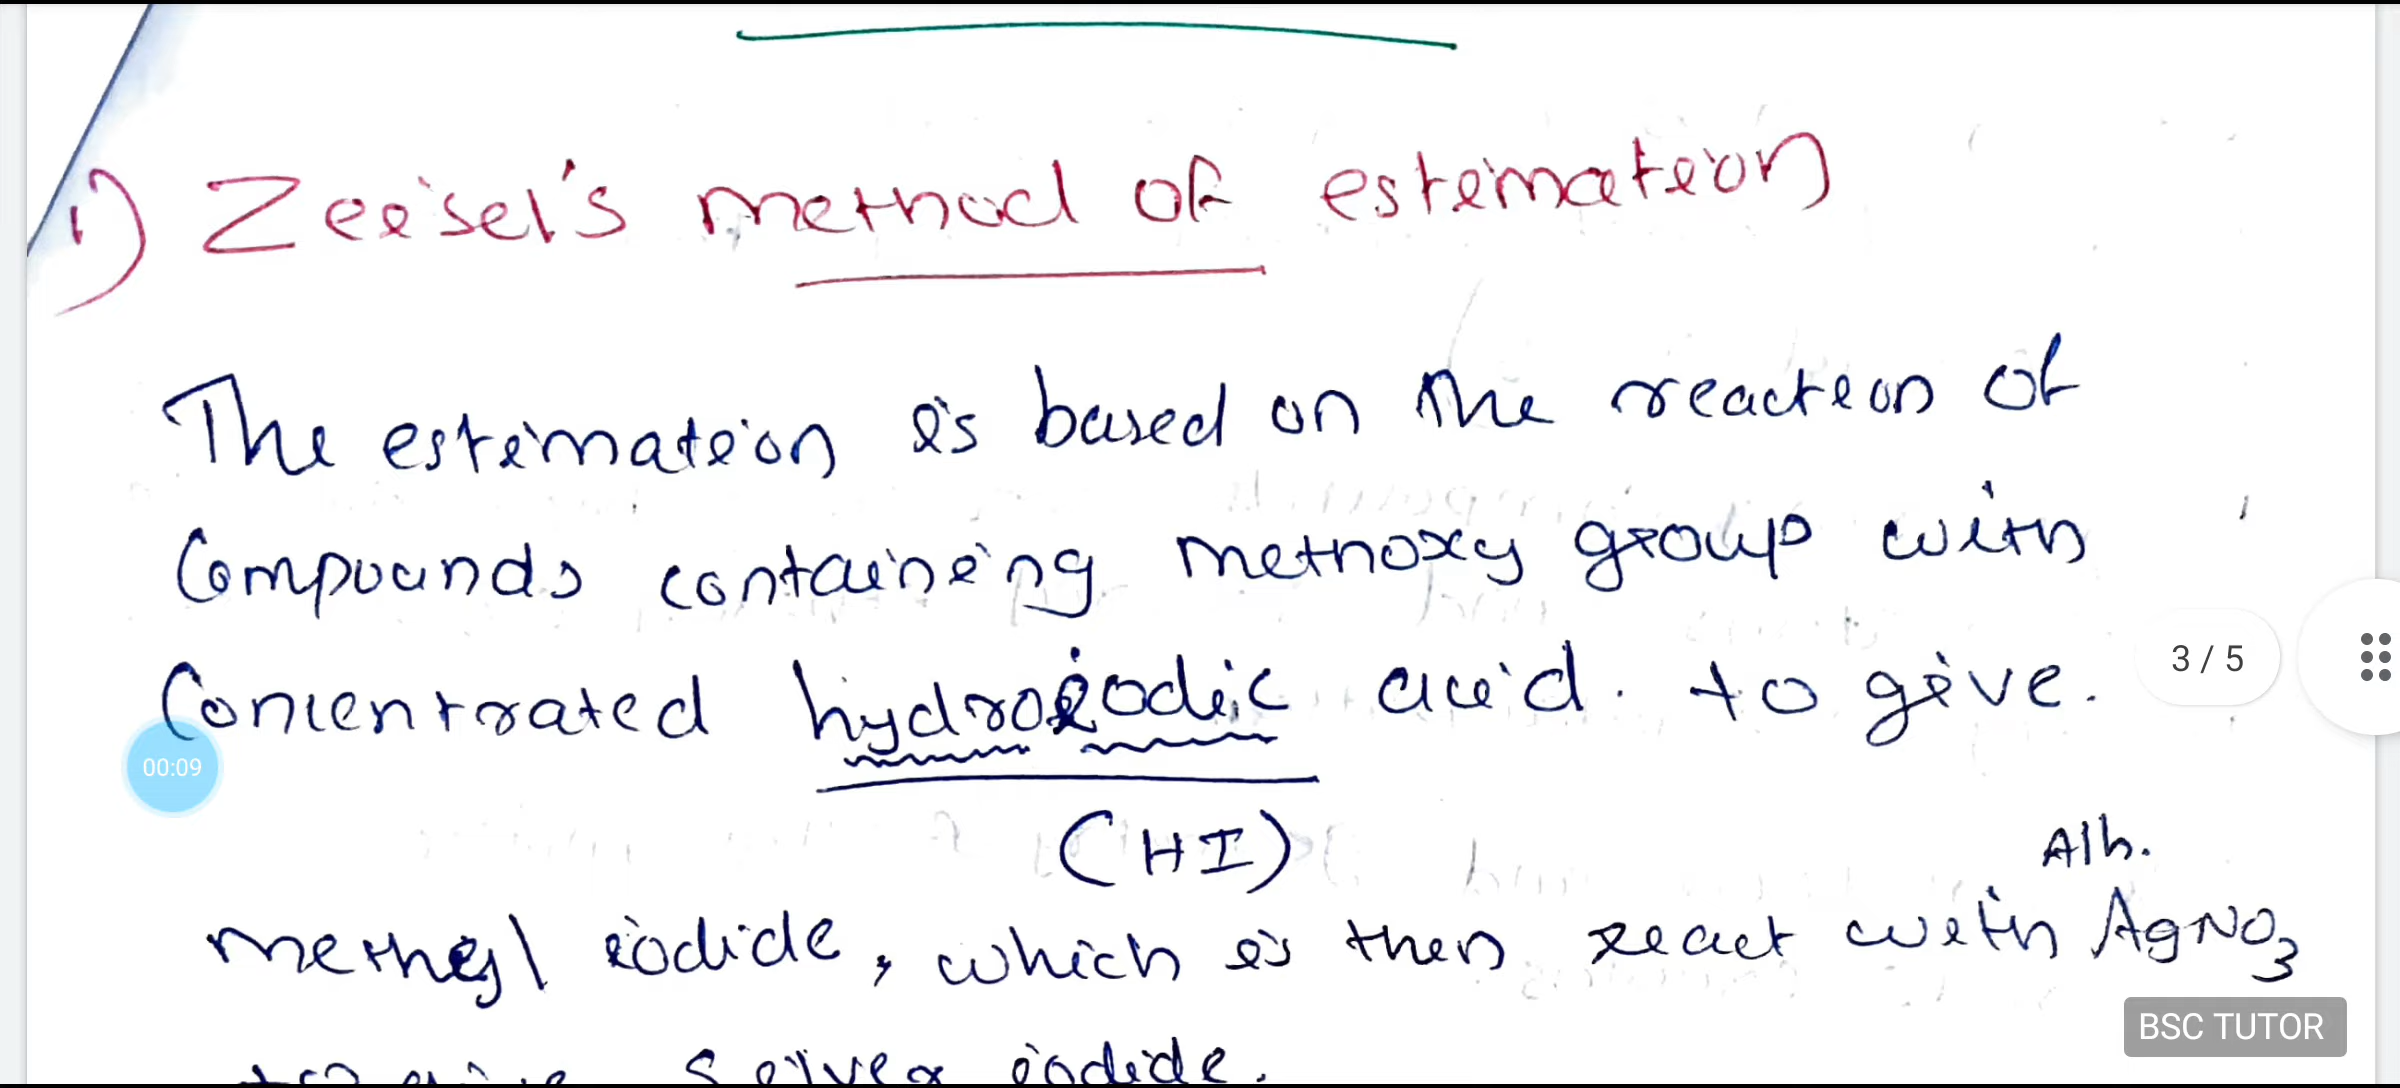 1) Zeisel's method of estimation
The estimation is based on the reaction of
Compounds containing methoxy group with
Concentrated hydroiodic acid. to give.
(HI)
Alh.
methyl iodide, which is then react with AgNO3
to give Silver iodide.
3 / 5
00:09
BSC TUTOR